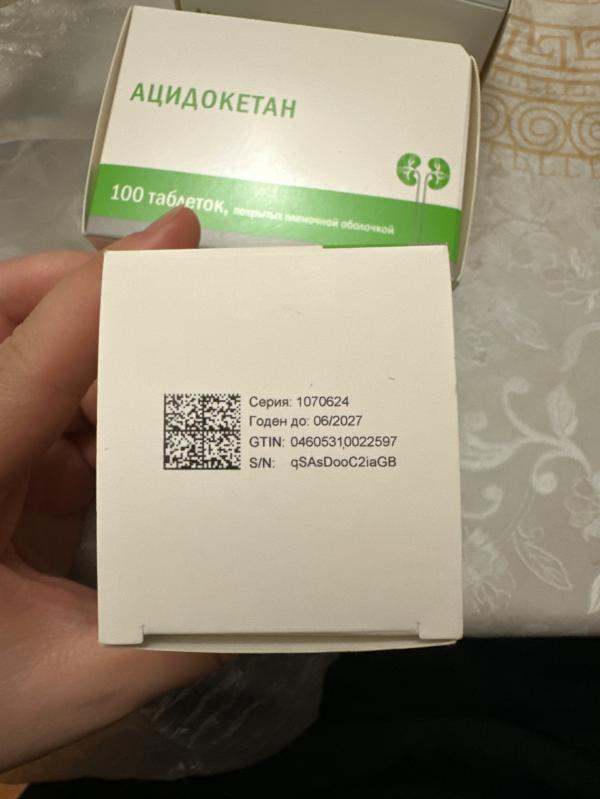 АЦИДОКЕТАН
100 таблеток, покрытых пленочной оболочкой
Серия: 1070624
Годен до: 06/2027
GTIN: 04605310022597
S/N: qSAsDooC2iaGB